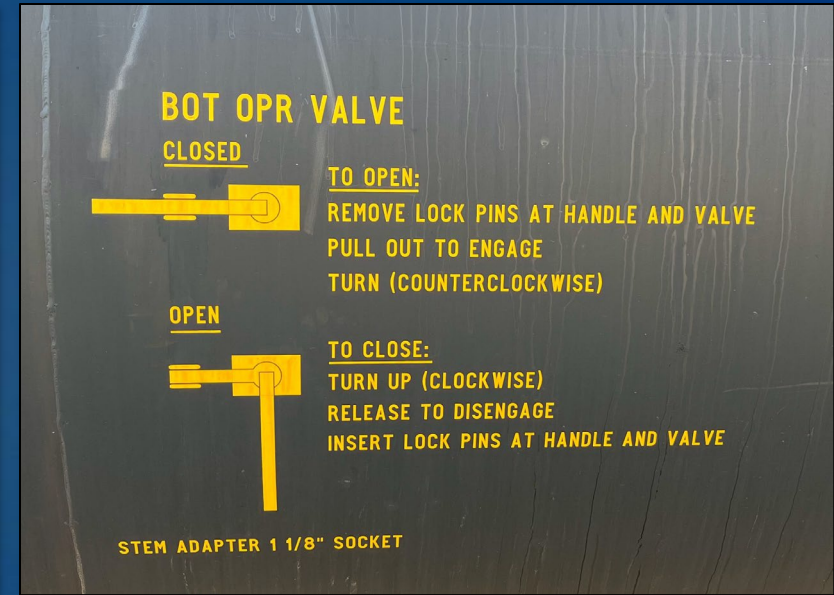 BOT OPR VALVE
CLOSED
TO OPEN:
REMOVE LOCK PINS AT HANDLE AND VALVE
PULL OUT TO ENGAGE
TURN (COUNTERCLOCKWISE)
OPEN
TO CLOSE:
TURN UP (CLOCKWISE)
RELEASE TO DISENGAGE
INSERT LOCK PINS AT HANDLE AND VALVE
STEM ADAPTER 1 1/8" SOCKET